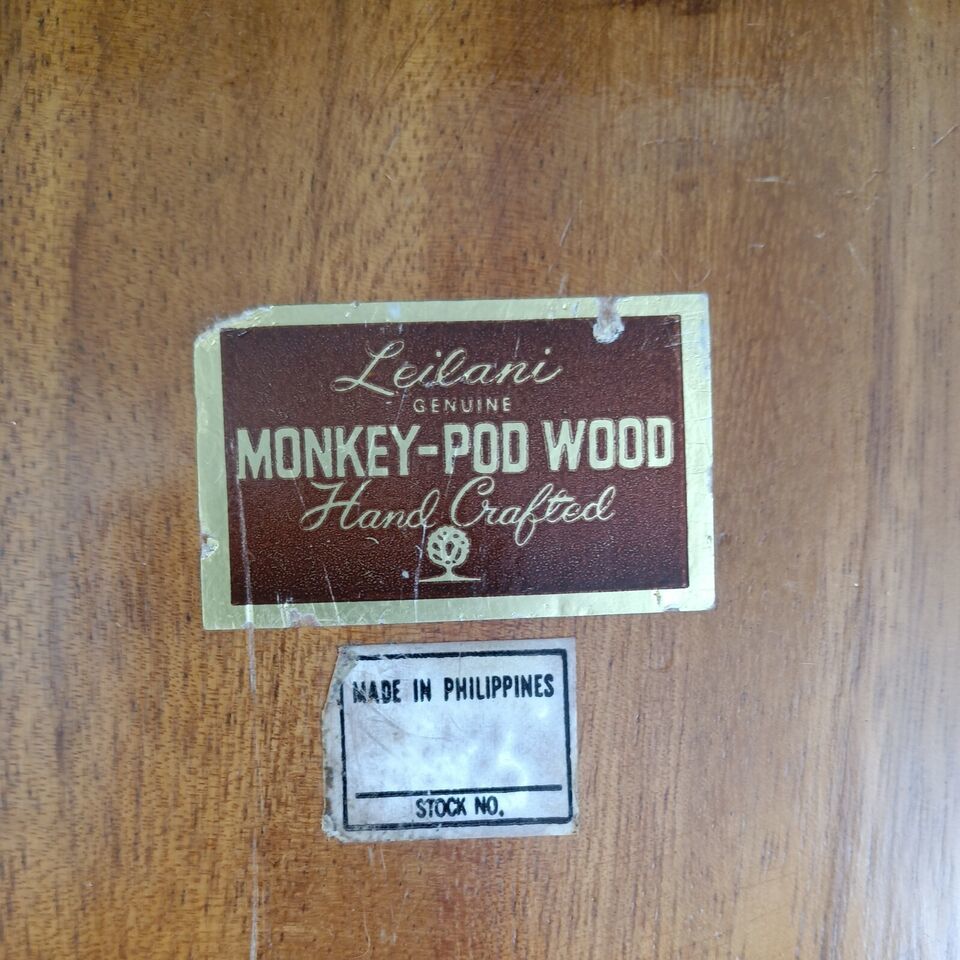 Leilani
GENUINE
MONKEY-POD WOOD
Hand Crafted
MADE IN PHILIPPINES
STOCK NO.